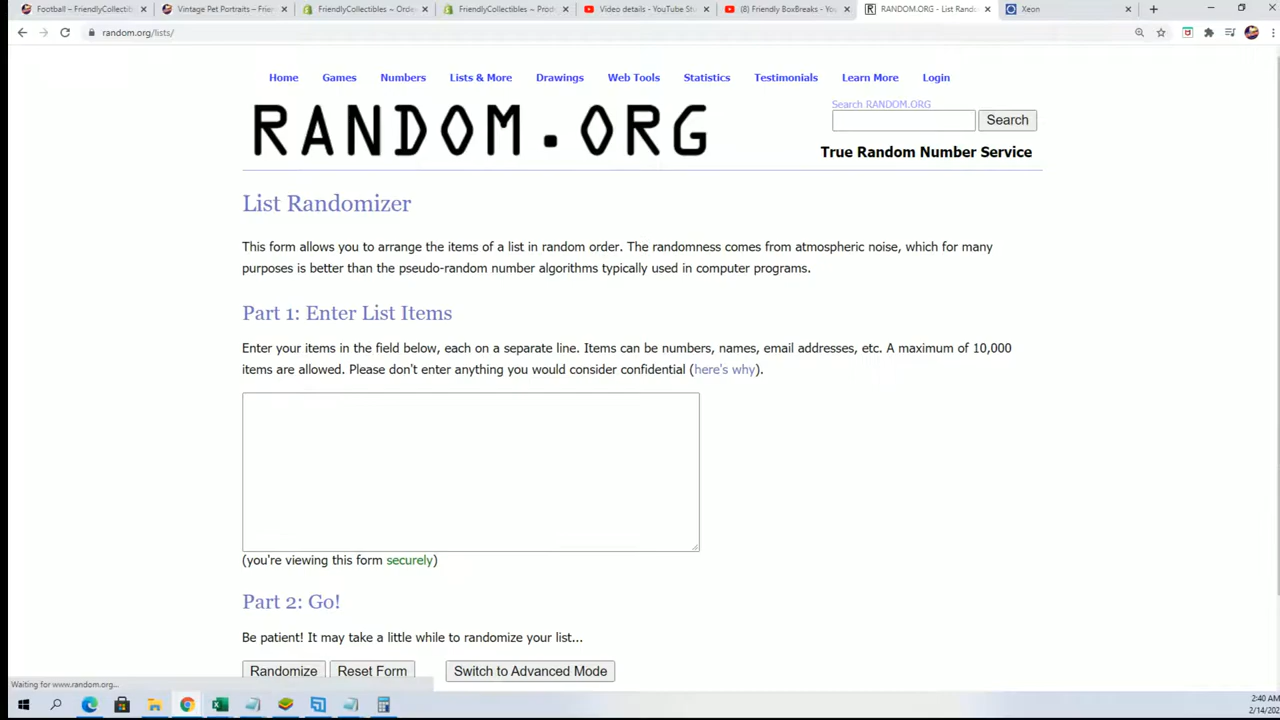 Football – FriendlyCollectib
Vintage Pet Portraits – Frien
FriendlyCollectibles ~ Orde
FriendlyCollectibles ~ Prod
Video details - YouTube Stu
(8) Friendly BoxBreaks - You
RANDOM.ORG - List Rando
Xeon
random.org/lists/
Home Games Numbers Lists & More Drawings Web Tools Statistics Testimonials Learn More Login
RANDOM.ORG
Search RANDOM.ORG
Search
True Random Number Service
List Randomizer
This form allows you to arrange the items of a list in random order. The randomness comes from atmospheric noise, which for many
purposes is better than the pseudo-random number algorithms typically used in computer programs.
Part 1: Enter List Items
Enter your items in the field below, each on a separate line. Items can be numbers, names, email addresses, etc. A maximum of 10,000
items are allowed. Please don't enter anything you would consider confidential (here's why).
(you're viewing this form securely)
Part 2: Go!
Be patient! It may take a little while to randomize your list...
Randomize Reset Form Switch to Advanced Mode
Waiting for www.random.org...
2:40 AM
2/14/202